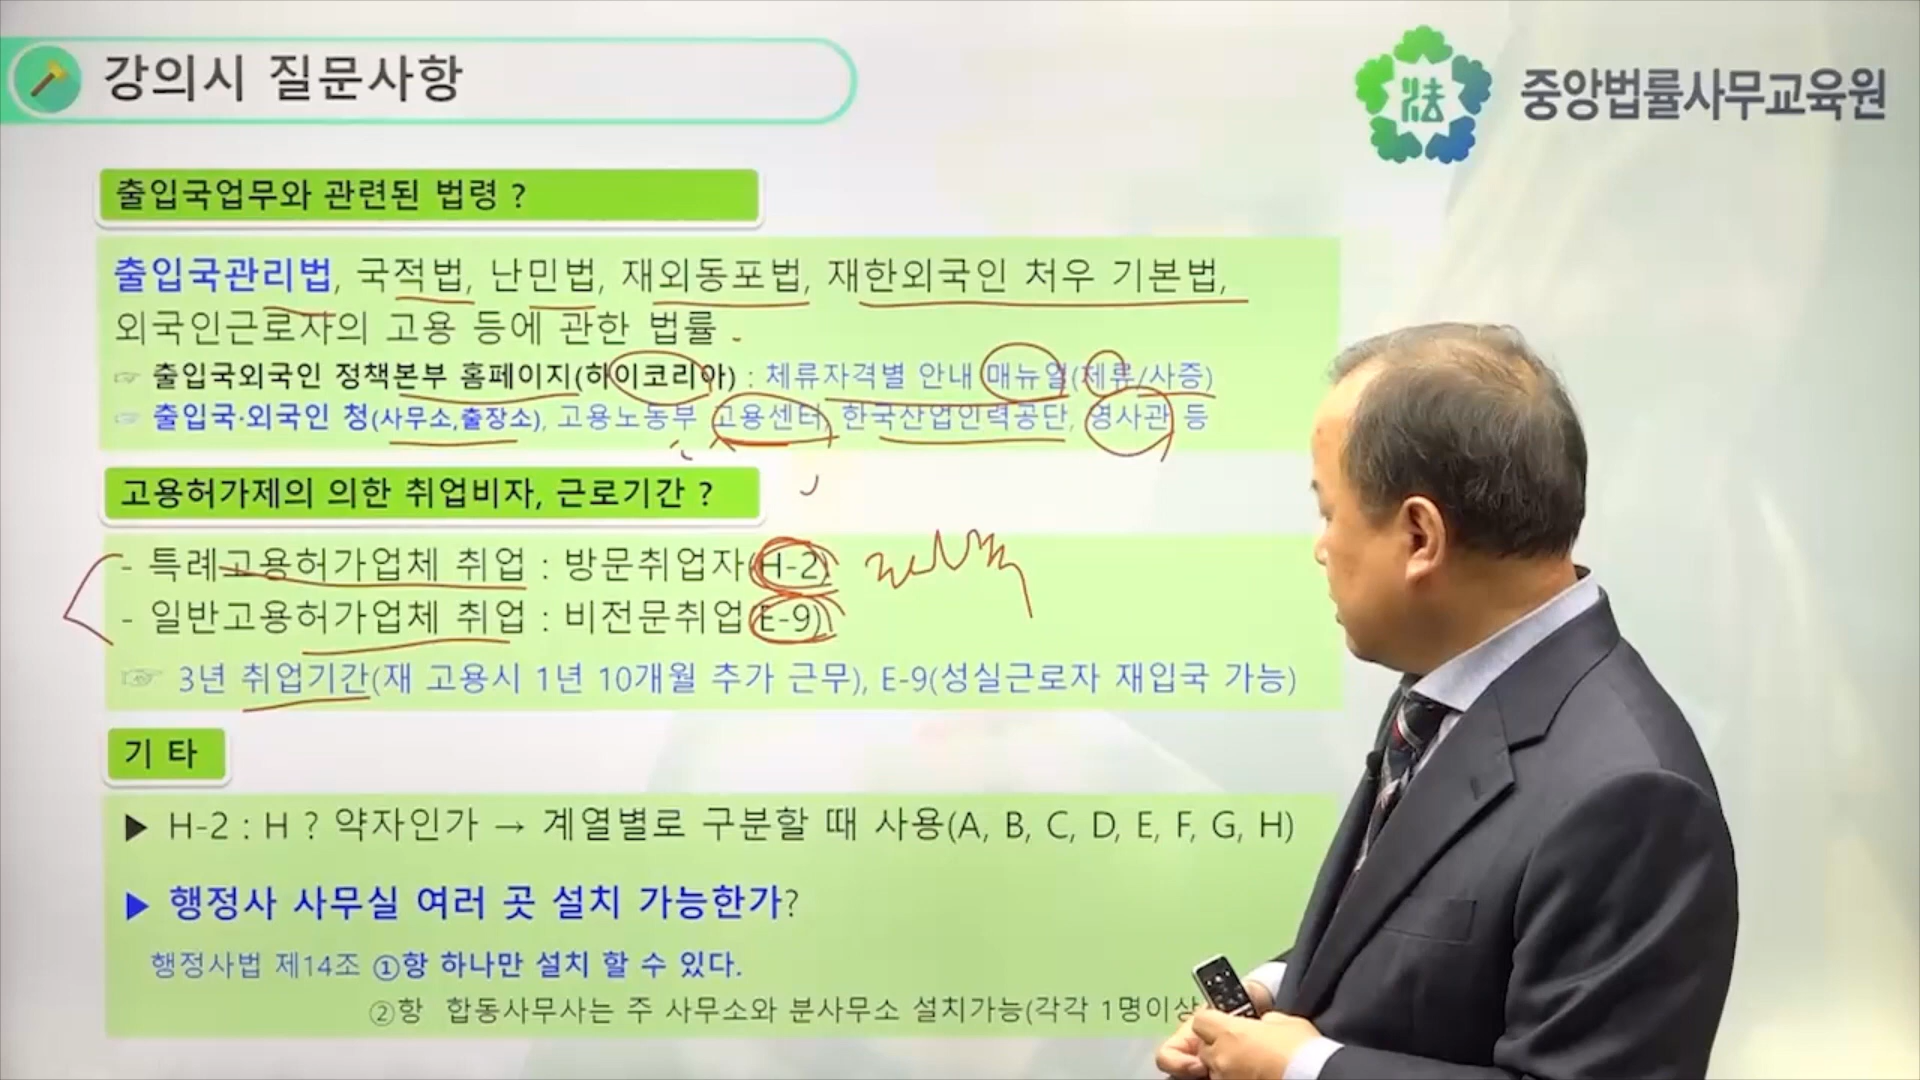 강의시 질문사항
중앙법률사무교육원
출입국업무와 관련된 법령 ?
출입국관리법, 국적법, 난민법, 재외동포법, 재한외국인 처우 기본법,
외국인근로자의 고용 등에 관한 법률
☞ 출입국외국인 정책본부 홈페이지(하이코리아) : 체류자격별 안내 매뉴얼(체류/사증)
☞ 출입국·외국인 청(사무소,출장소), 고용노동부 고용센터, 한국산업인력공단, 영사관 등
고용허가제의 의한 취업비자, 근로기간 ?
- 특례고용허가업체 취업 : 방문취업자(H-2)
- 일반고용허가업체 취업 : 비전문취업(E-9)
☞ 3년 취업기간(재 고용시 1년 10개월 추가 근무), E-9(성실근로자 재입국 가능)
기 타
▶ H-2 : H ? 약자인가 → 계열별로 구분할 때 사용(A, B, C, D, E, F, G, H)
▶ 행정사 사무실 여러 곳 설치 가능한가?
행정사법 제14조 ①항 하나만 설치 할 수 있다.
②항 합동사무사는 주 사무소와 분사무소 설치가능(각각 1명이상